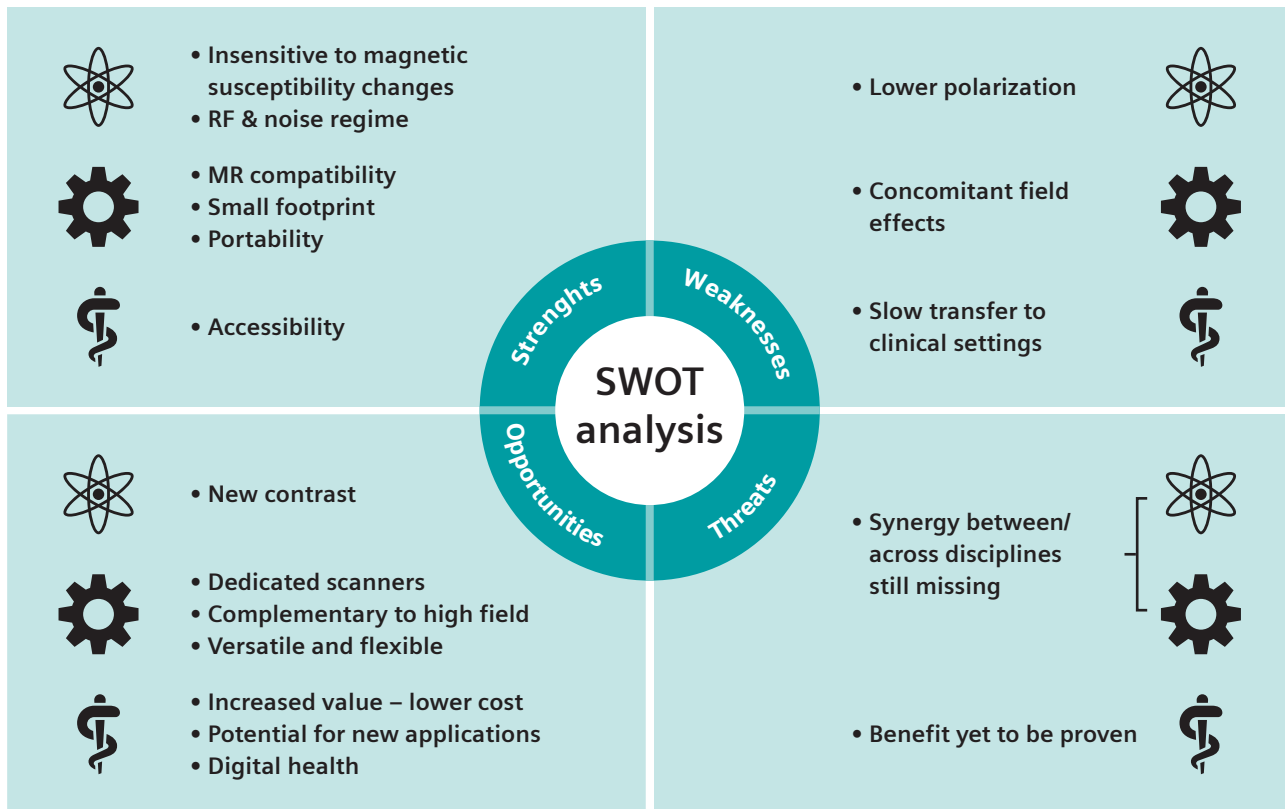 • Insensitive to magnetic
susceptibility changes
• RF & noise regime
• MR compatibility
• Small footprint
• Portability
• Accessibility
• Lower polarization
• Concomitant field
effects
• Slow transfer to
clinical settings
Strenghts
Weaknesses
SWOT
analysis
Opportunities
Threats
• New contrast
• Dedicated scanners
• Complementary to high field
• Versatile and flexible
• Increased value – lower cost
• Potential for new applications
• Digital health
• Synergy between/
across disciplines
still missing
• Benefit yet to be proven